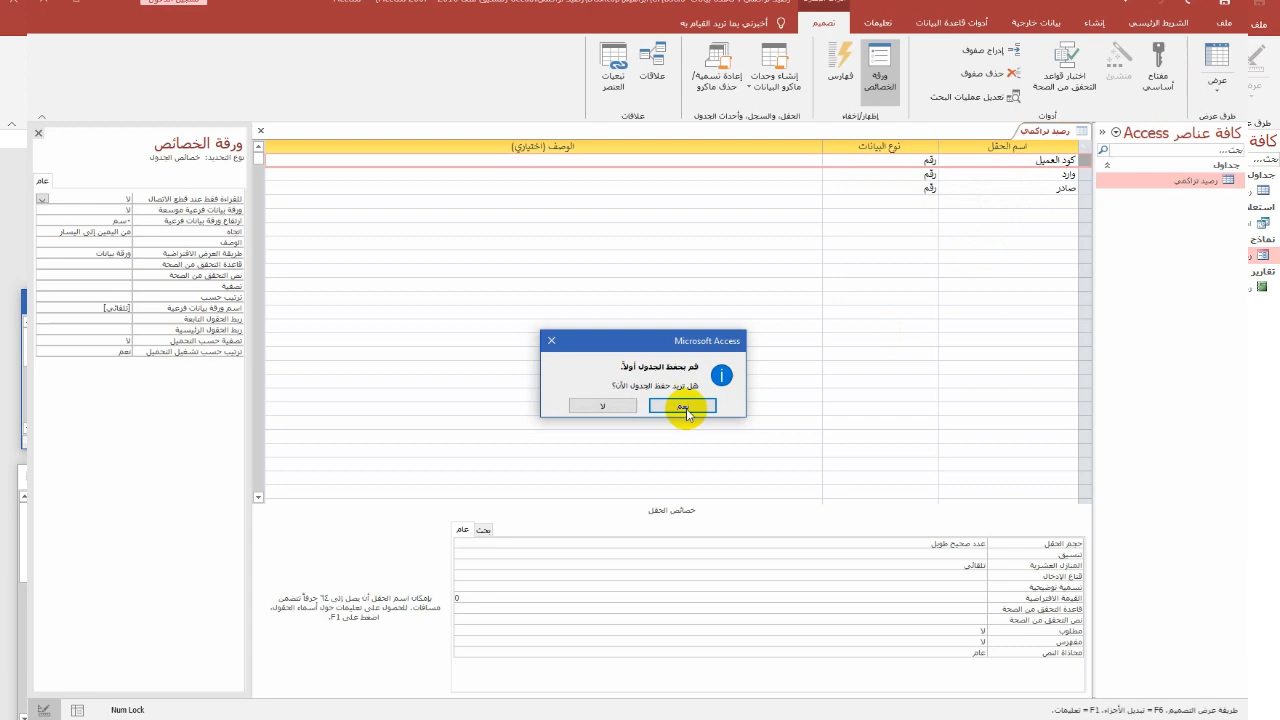 ملف
الشريط الرئيسي
إنشاء
بيانات خارجية
أدوات قاعدة البيانات
تعليمات
تصميم
أخبرني بما تريد القيام به
ملف
عرض
مفتاح أساسي
منشئ
اختبار قواعد التحقق من الصحة
إدراج صفوف
حذف صفوف
تعديل عمليات البحث
ورقة الخصائص
فهارس
إنشاء وحدات ماكرو البيانات
إعادة تسمية/حذف ماكرو
علاقات
تبعيات العنصر
طرق عرض
أدوات
إظهار/إخفاء
الحقل، والسجل، وأحداث الجدول
علاقات
كافة عناصر Access
بحث...
جداول
رصيد تراكمي
كافة
بحث...
جداول
نماذج
تقارير
رصيد تراكمي
اسم الحقل
نوع البيانات
الوصف (اختياري)
كود العميل
رقم
وارد
رقم
صادر
رقم
Microsoft Access
قم بحفظ الجدول أولاً.
هل تريد حفظ الجدول الآن؟
نعم
لا
خصائص الحقل
عام
بحث
حجم الحقل
عدد صحيح طويل
تنسيق
المنازل العشرية
تلقائي
قناع الإدخال
تسمية توضيحية
القيمة الافتراضية
0
قاعدة التحقق من الصحة
نص التحقق من الصحة
مطلوب
لا
مفهرس
لا
محاذاة النص
عام
بإمكان اسم الحقل أن يصل إلى ٦٤ حرفاً تتضمن
مسافات. للحصول على تعليمات حول أسماء الحقول،
اضغط على F1.
ورقة الخصائص
نوع التحديد: خصائص الجدول
عام
للقراءة فقط عند قطع الاتصال
لا
ورقة بيانات فرعية موسعة
لا
ارتفاع ورقة بيانات فرعية
٠سم
اتجاه
من اليمين إلى اليسار
الوصف
طريقة العرض الافتراضية
ورقة بيانات
قاعدة التحقق من الصحة
نص التحقق من الصحة
تصفية
ترتيب حسب
اسم ورقة بيانات فرعية
[تلقائي]
ربط الحقول التابعة
ربط الحقول الرئيسية
تصفية حسب التحميل
لا
ترتيب حسب تشغيل التحميل
نعم
طريقة عرض التصميم. F6 = تبديل الأجزاء. F1 = تعليمات.
Num Lock